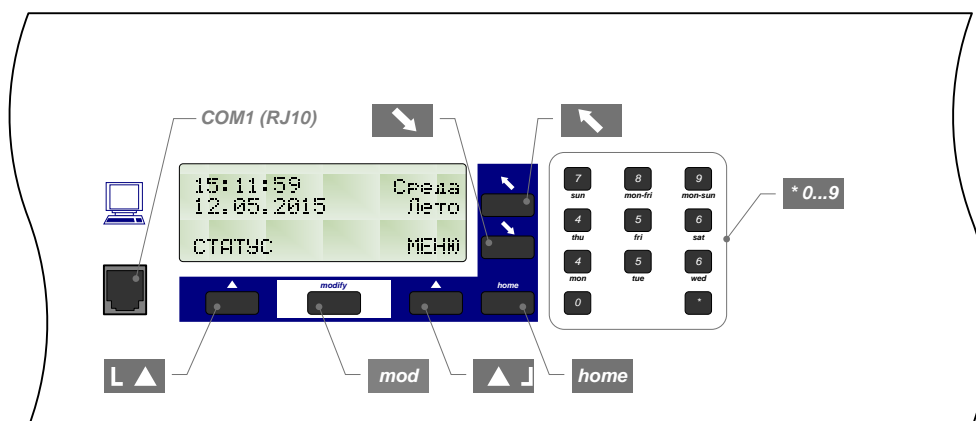 COM1 (RJ10)
15:11:59 Среда
12.05.2015 Лето
СТАТУС МЕНЮ
7 8 9
sun mon-fri mon-sun
4 5 6
thu fri sat
4 5 6
mon tue wed
0 *
* 0...9
modify home
L
mod
home